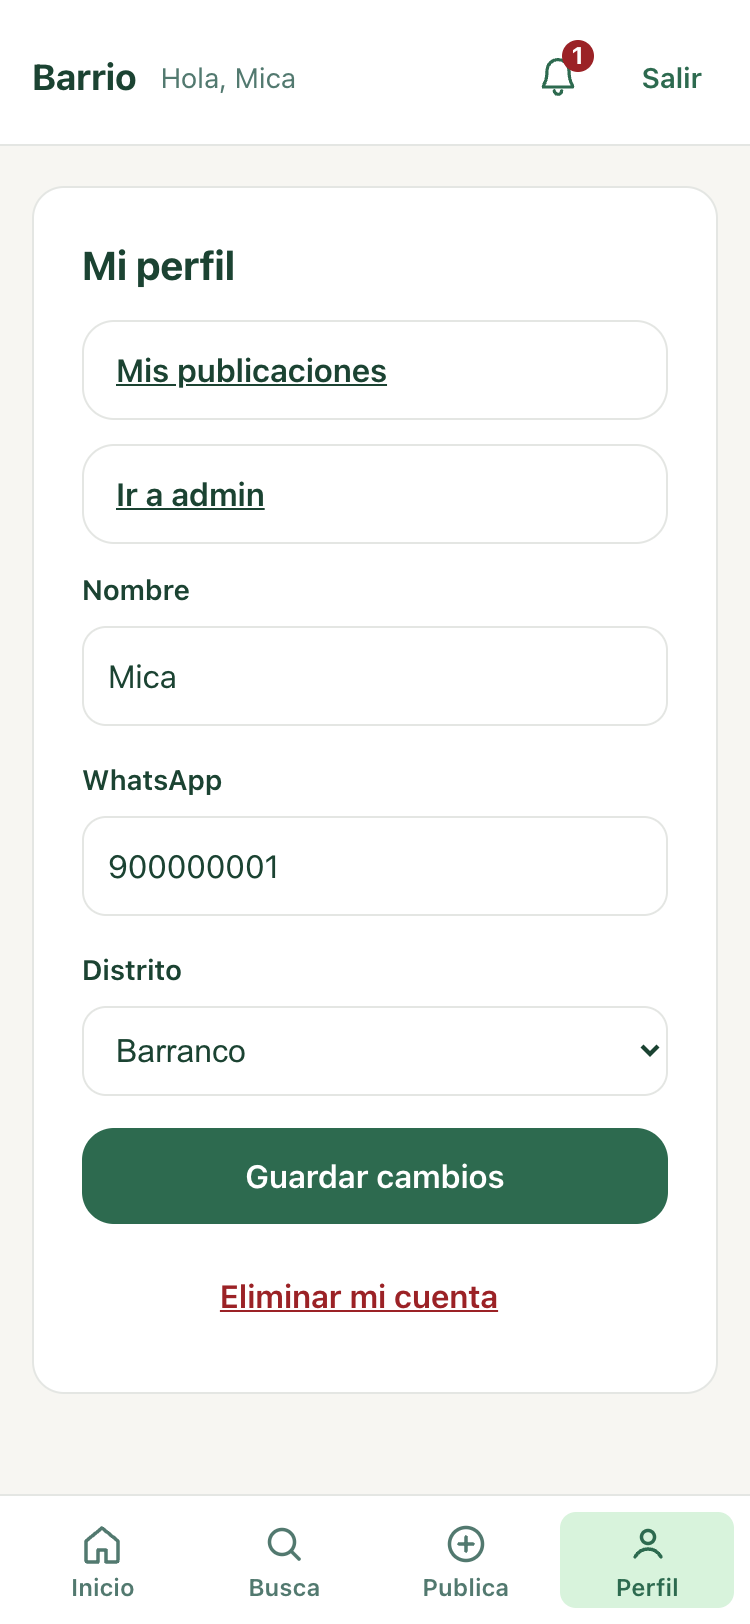 Barrio Hola, Mica 1 Salir
Mi perfil
Mis publicaciones
Ir a admin
Nombre
Mica
WhatsApp
900000001
Distrito
Barranco
Guardar cambios
Eliminar mi cuenta
Inicio Busca Publica Perfil